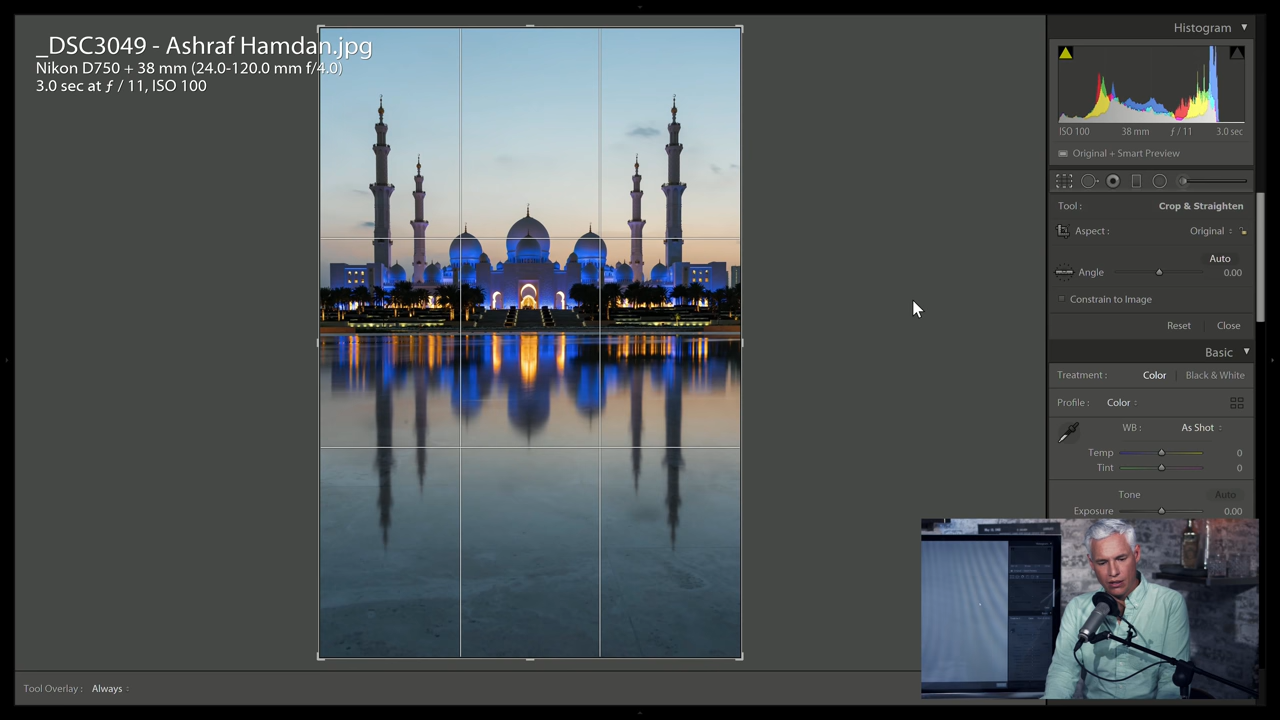 _DSC3049 - Ashraf Hamdan.jpg
Nikon D750 + 38 mm (24.0-120.0 mm f/4.0)
3.0 sec at ƒ / 11, ISO 100
Histogram
ISO 100 38 mm ƒ / 11 3.0 sec
Original + Smart Preview
Tool : Crop & Straighten
Aspect : Original
Auto
Angle 0.00
Constrain to Image
Reset Close
Basic
Treatment : Color Black & White
Profile : Color
WB : As Shot
Temp 0
Tint 0
Tone Auto
Exposure 0.00
Tool Overlay : Always